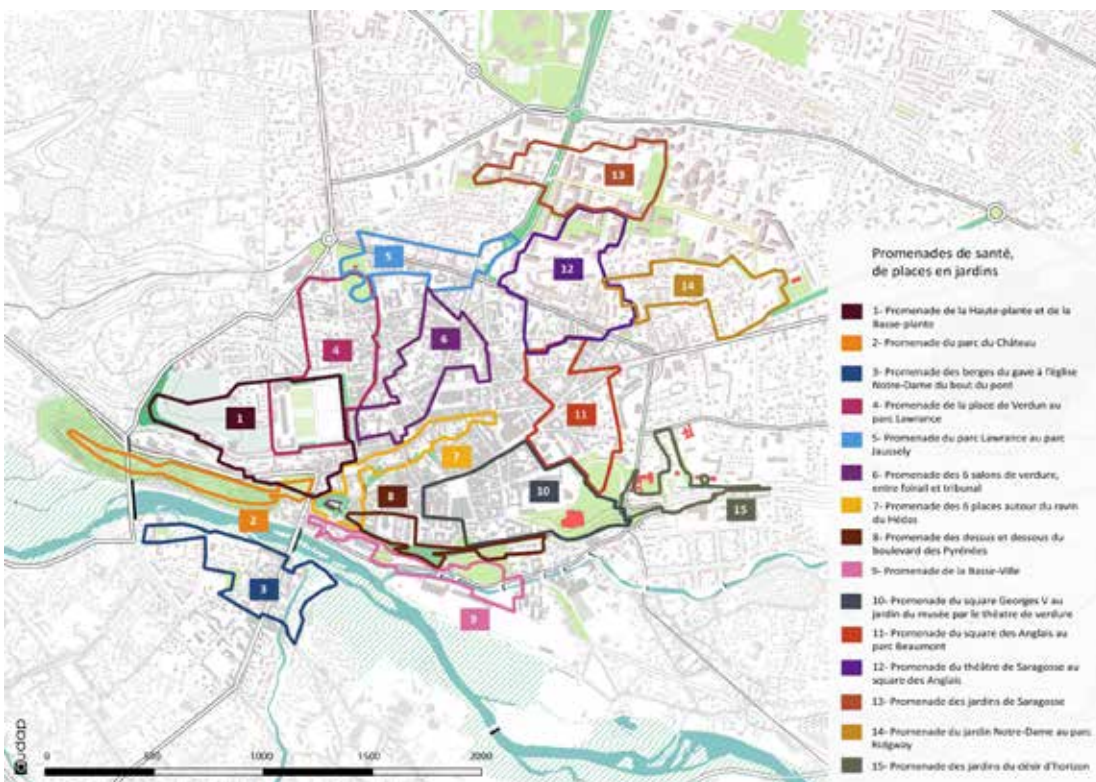 13
5
12
14
6
4
1
11
7
10
8
15
2
3
9
Promenades de santé,
de places en jardins
1- Promenade de la Haute-plante et de la
Basse-plante
2- Promenade du parc du Château
3- Promenade des berges du gave à l'église
Notre-Dame du bout du pont
4- Promenade de la place de Verdun au
parc Lawrance
5- Promenade du parc Lawrance au parc
Jaussely
6- Promenade des 6 salons de verdure,
entre foirail et tribunal
7- Promenade des 6 places autour du ravin
du Hédas
8- Promenade des dessus et dessous du
boulevard des Pyrénées
9- Promenade de la Basse-Ville
10- Promenade du square Georges V au
jardin du musée par le théatre de verdure
11- Promenade du square des Anglais au
parc Beaumont
12- Promenade du théâtre de Saragosse au
square des Anglais
13- Promenade des jardins de Saragosse
14- Promenade du jardin Notre-Dame au parc
Ridgway
15- Promenade des jardins du désir d'horizon
audap
0 500 1000 1500 2000